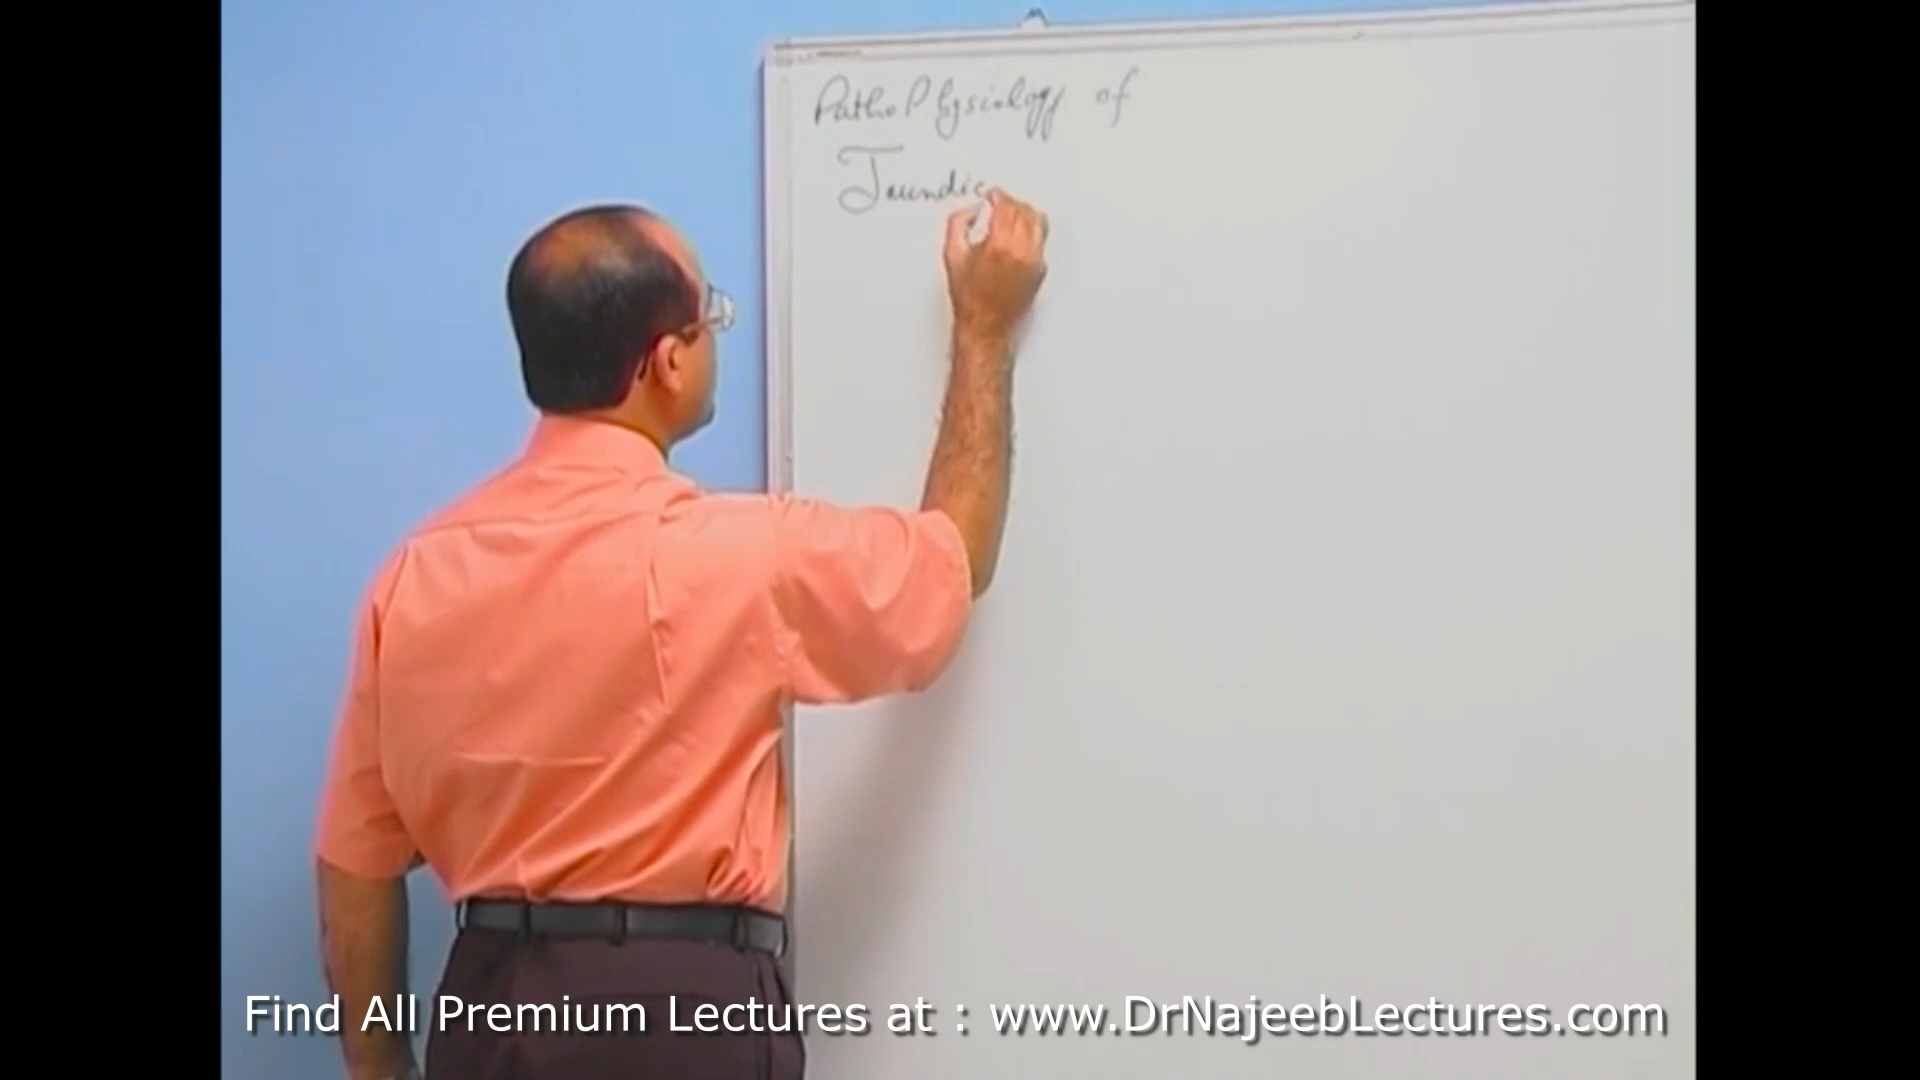 PathoPhysiology of
Jaundic
Find All Premium Lectures at : www.DrNajeebLectures.com